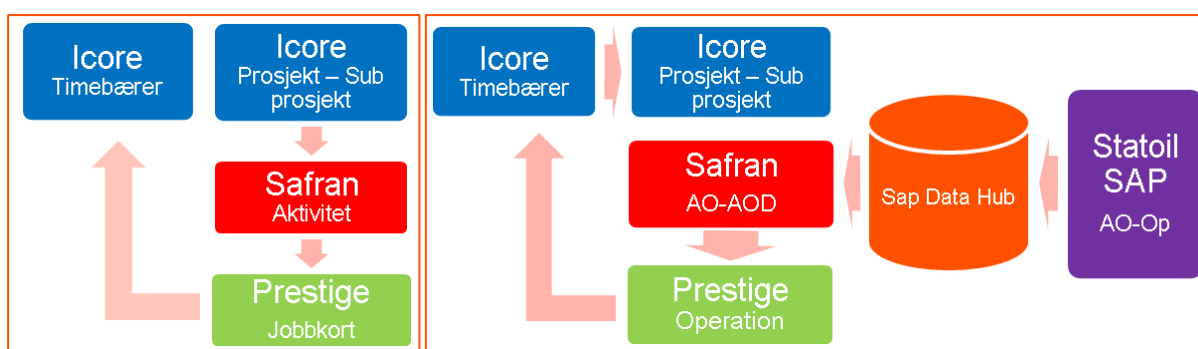 Icore
Timebærer
Icore
Prosjekt – Sub
prosjekt
Safran
Aktivitet
Prestige
Jobbkort
Icore
Timebærer
Icore
Prosjekt – Sub
prosjekt
Safran
AO-AOD
Prestige
Operation
Sap Data Hub
Statoil
SAP
AO-Op